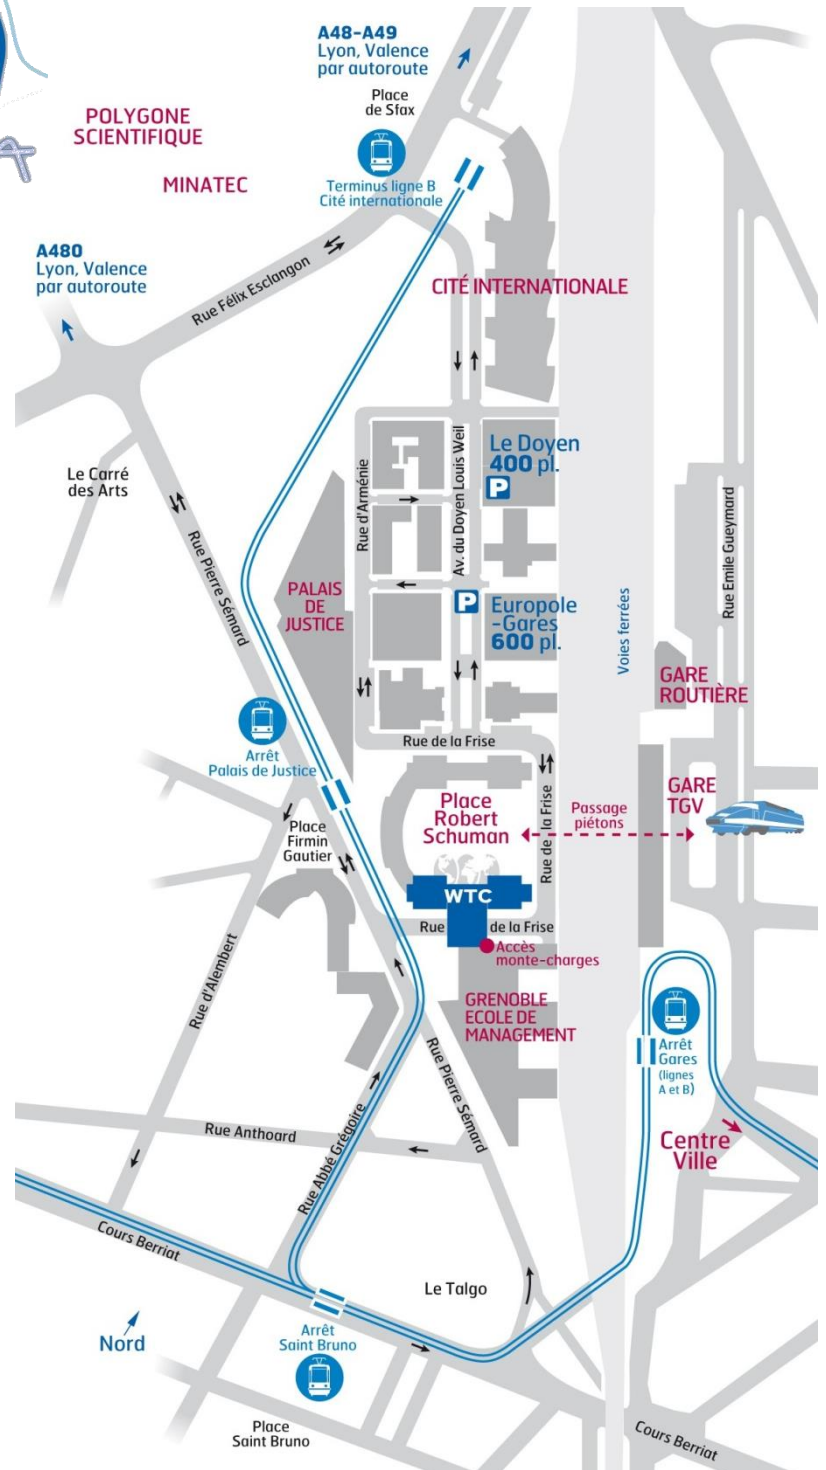 A48-A49
Lyon, Valence
par autoroute
Place
de Sfax
POLYGONE
SCIENTIFIQUE
MINATEC
Terminus ligne B
Cité internationale
A480
Lyon, Valence
par autoroute
Rue Félix Esclangon
CITÉ INTERNATIONALE
Le Carré
des Arts
Rue Pierre Sémard
Rue d'Arménie
Av. du Doyen Louis Weil
Le Doyen
400 pl.
P
Rue Emile Gueymard
PALAIS
DE
JUSTICE
P
Europole
-Gares
600 pl.
Voies ferrées
GARE
ROUTIÈRE
Arrêt
Palais de Justice
Rue de la Frise
Place
Robert
Schuman
Rue de la Frise
Passage
piétons
GARE
TGV
Place
Firmin
Gautier
WTC
Rue de la Frise
Accès
monte-charges
Rue d'Alembert
GRENOBLE
ECOLE DE
MANAGEMENT
Arrêt
Gares
(lignes
A et B)
Rue Pierre Sémard
Rue Anthoard
Rue Abbé Grégoire
Centre
Ville
Cours Berriat
Le Talgo
Nord
Arrêt
Saint Bruno
Place
Saint Bruno
Cours Berriat